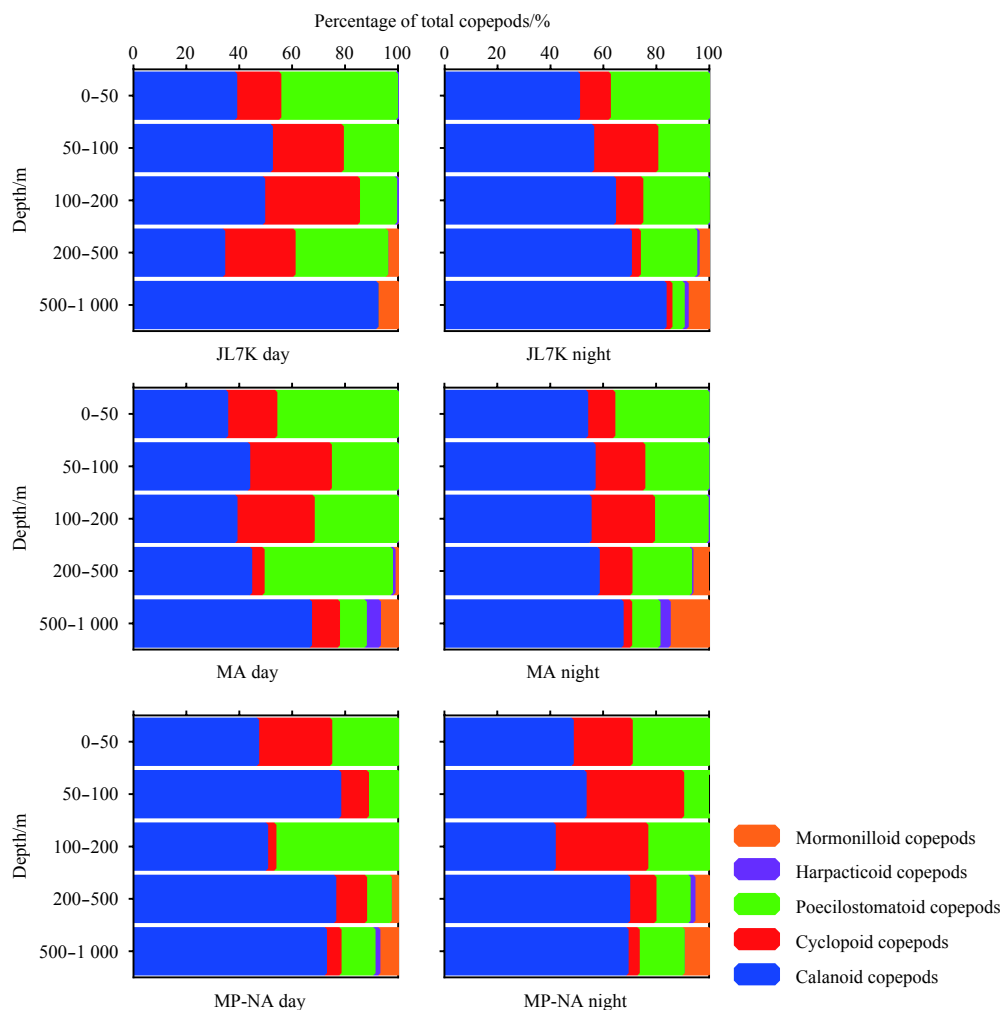 Percentage of total copepods/%
0 20 40 60 80 100 0 20 40 60 80 100
Depth/m
0–50
50–100
100–200
200–500
500–1 000
JL7K day JL7K night
Depth/m
0–50
50–100
100–200
200–500
500–1 000
MA day MA night
Depth/m
0–50
50–100
100–200
200–500
500–1 000
MP-NA day MP-NA night
Mormonilloid copepods
Harpacticoid copepods
Poecilostomatoid copepods
Cyclopoid copepods
Calanoid copepods